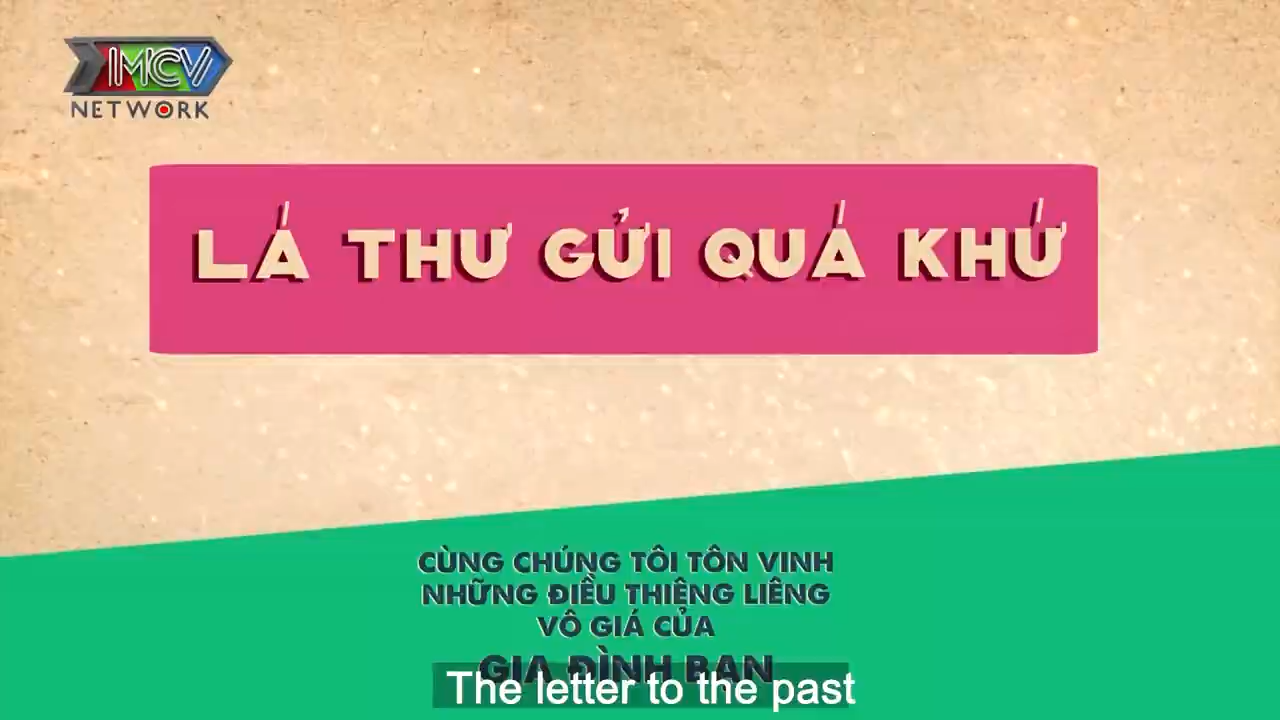 MCV
NETWORK
LÁ THƯ GỬI QUÁ KHỨ
CÙNG CHÚNG TÔI TÔN VINH
NHỮNG ĐIỀU THIÊNG LIÊNG
VÔ GIÁ CỦA
GIA ĐÌNH BẠN
The letter to the past